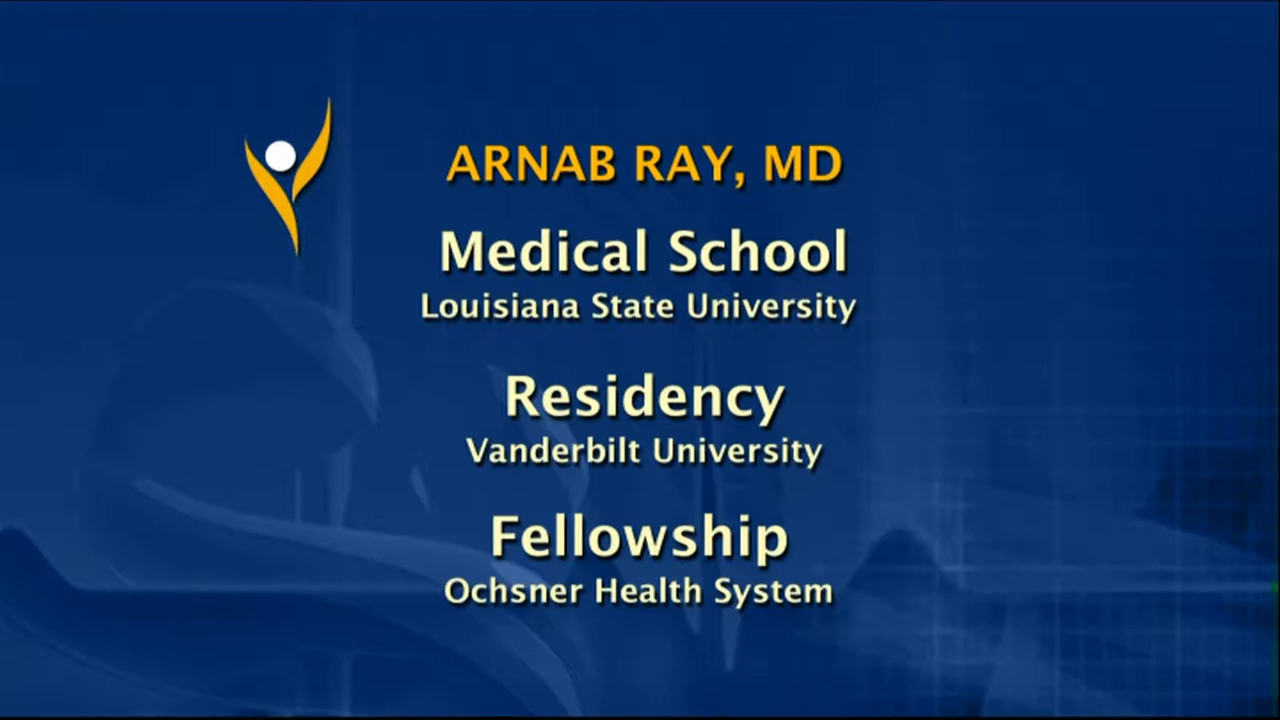 ARNAB RAY, MD
Medical School
Louisiana State University
Residency
Vanderbilt University
Fellowship
Ochsner Health System